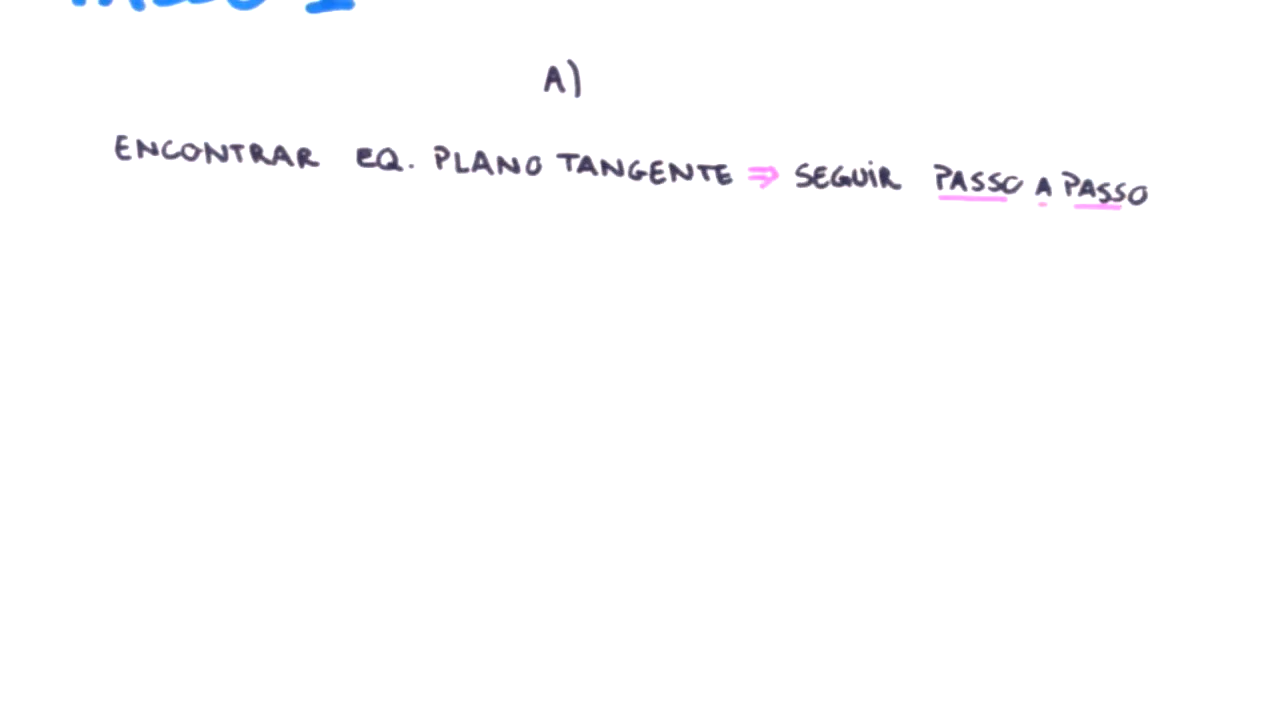 A)
ENCONTRAR EQ. PLANO TANGENTE ⇒ SEGUIR PASSO A PASSO